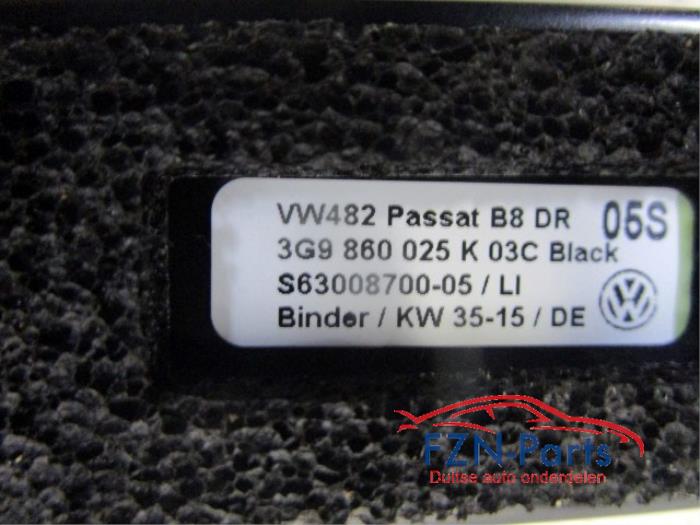 VW482 Passat B8 DR 05S
3G9 860 025 K 03C Black
S63008700-05 / LI
Binder / KW 35-15 / DE
FZN-Parts
Duitse auto onderdelen